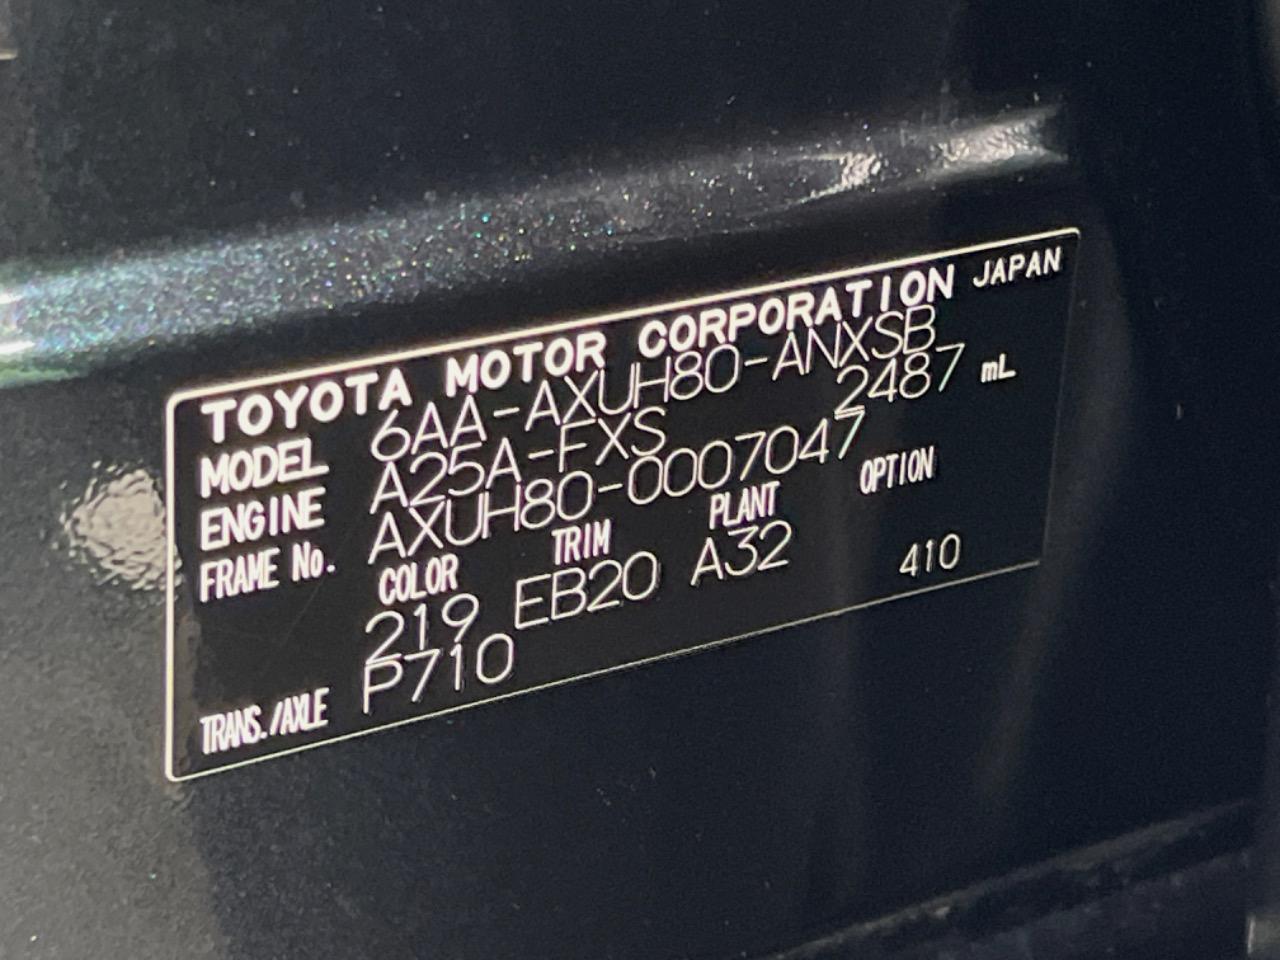 TOYOTA MOTOR CORPORATION JAPAN
MODEL 6AA-AXUH80-ANXSB
ENGINE A25A-FXS 2487 mL
FRAME No. AXUH80-0007047
COLOR TRIM PLANT OPTION
219 EB20 A32 410
TRANS./AXLE P710